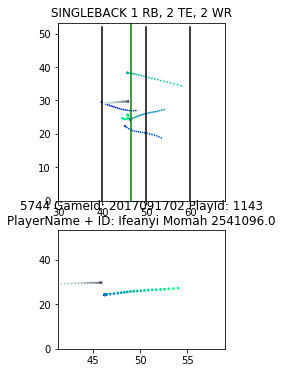 SINGLEBACK 1 RB, 2 TE, 2 WR
50
40
30
20
10
0
30 40 50 60
5744 GameId: 2017091702 PlayId: 1143
PlayerName + ID: Ifeanyi Momah 2541096.0
40
20
0
45 50 55